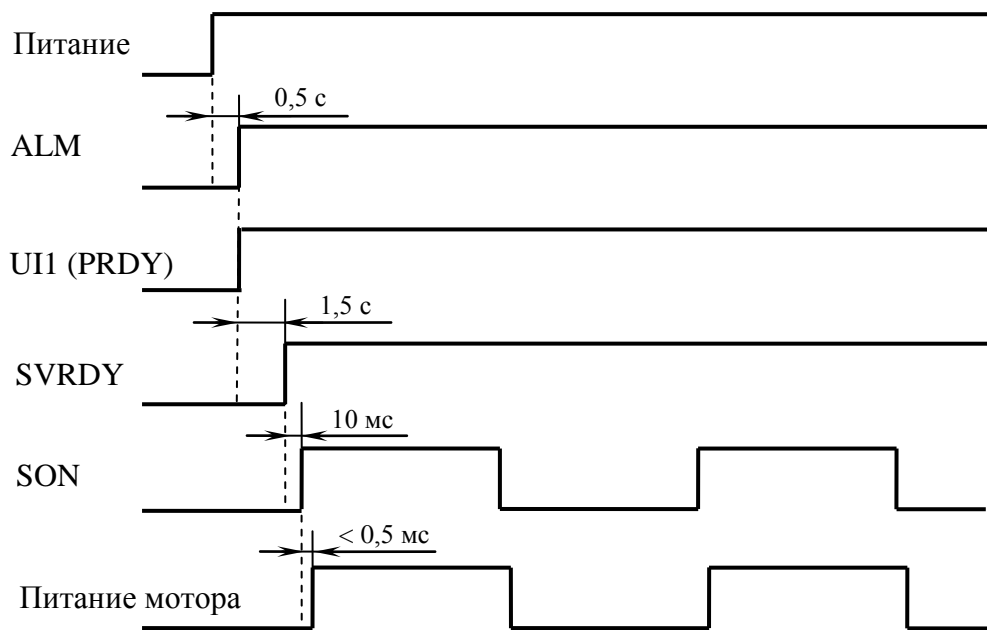 Питание
0,5 с
ALM
UI1 (PRDY)
1,5 с
SVRDY
10 мс
SON
< 0,5 мс
Питание мотора